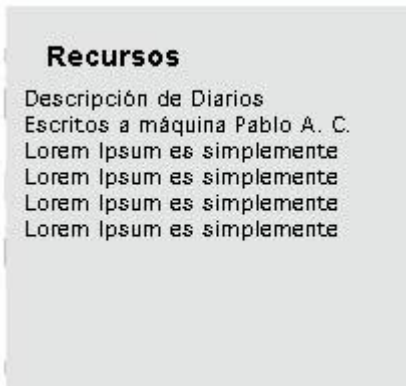 Recursos
Descripción de Diarios
Escritos a máquina Pablo A. C.
Lorem Ipsum es simplemente
Lorem Ipsum es simplemente
Lorem Ipsum es simplemente
Lorem Ipsum es simplemente